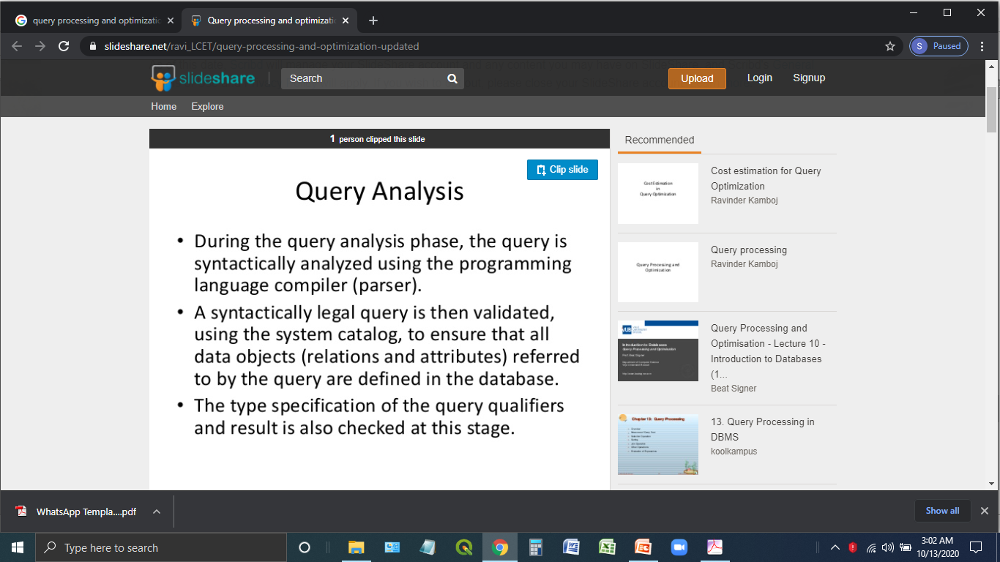 query processing and optimizatic
Query processing and optimizati
slideshare.net/ravi_LCET/query-processing-and-optimization-updated
S Paused
slideshare
Search
Upload
Login
Signup
Home
Explore
1 person clipped this slide
Clip slide
Query Analysis
• During the query analysis phase, the query is
syntactically analyzed using the programming
language compiler (parser).
• A syntactically legal query is then validated,
using the system catalog, to ensure that all
data objects (relations and attributes) referred
to by the query are defined in the database.
• The type specification of the query qualifiers
and result is also checked at this stage.
Recommended
Cost Estimation
in
Query Optimization
Cost estimation for Query
Optimization
Ravinder Kamboj
Query Processing and
Optimization
Query processing
Ravinder Kamboj
VUB
Introduction to Databases
Query Processing and Optimisation
Prof. Beat Signer
Query Processing and
Optimisation - Lecture 10 -
Introduction to Databases
(1...
Beat Signer
Chapter 13: Query Processing
13. Query Processing in
DBMS
koolkampus
WhatsApp Templa....pdf
Show all
Type here to search
3:02 AM
10/13/2020